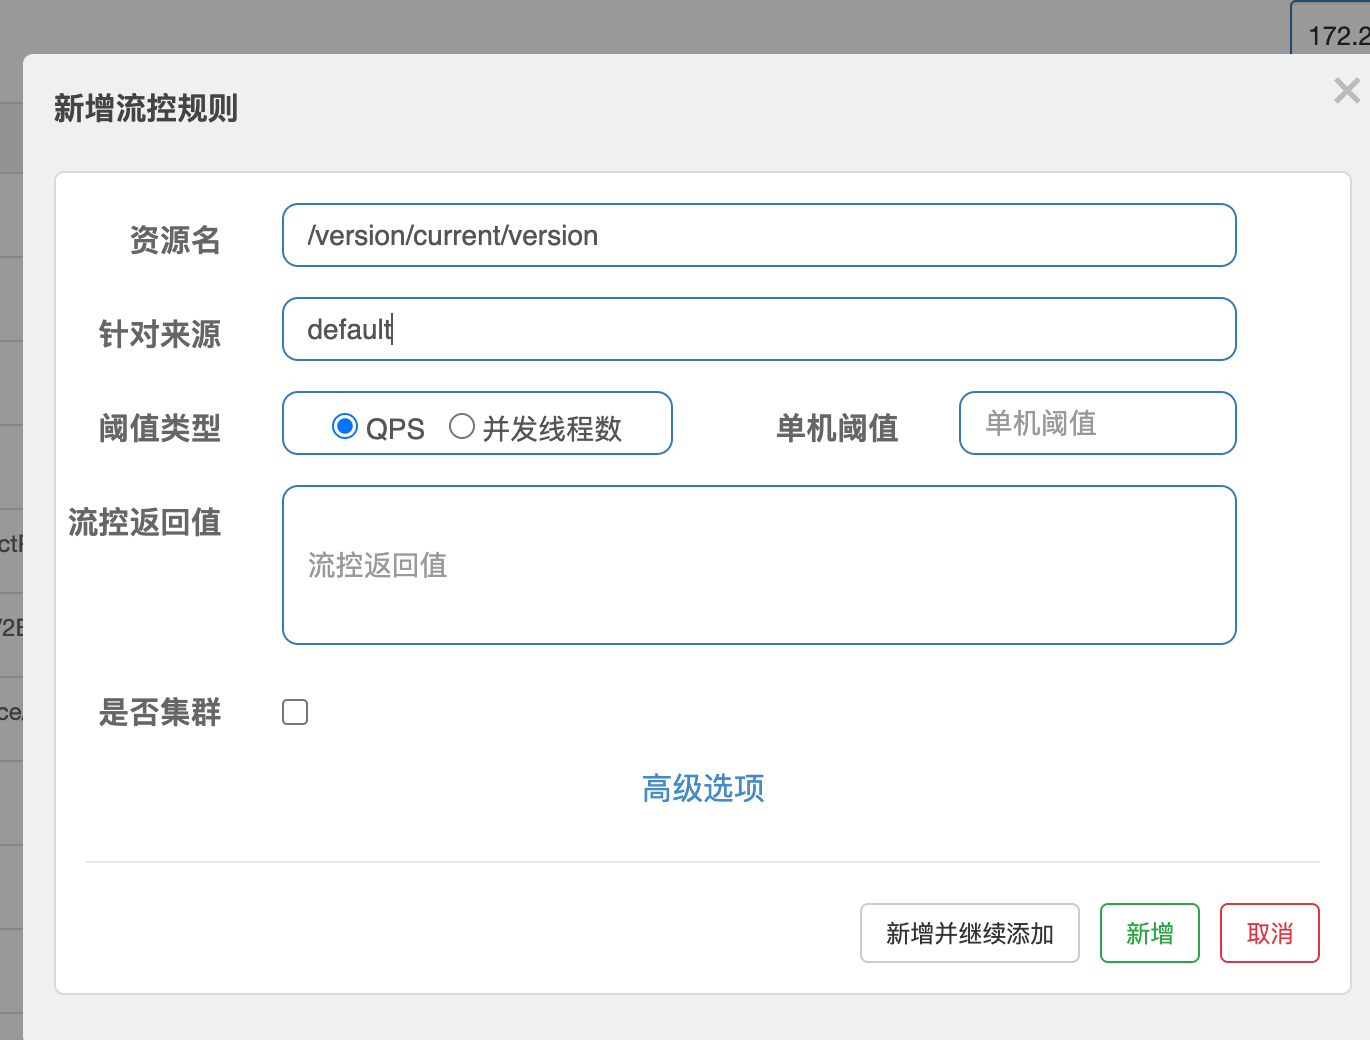 172.2
新增流控规则
资源名 /version/current/version
针对来源 default
阈值类型 QPS 并发线程数 单机阈值 单机阈值
流控返回值 流控返回值
是否集群
高级选项
新增并继续添加 新增 取消